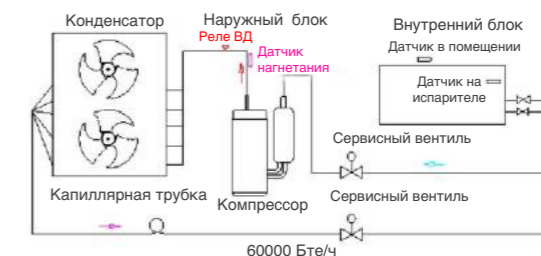 Конденсатор
Наружный блок
Внутренний блок
Реле ВД
Датчик
нагнетания
Датчик в помещении
Датчик на
испарителе
Сервисный вентиль
Капиллярная трубка
Компрессор
Сервисный вентиль
60000 Бте/ч